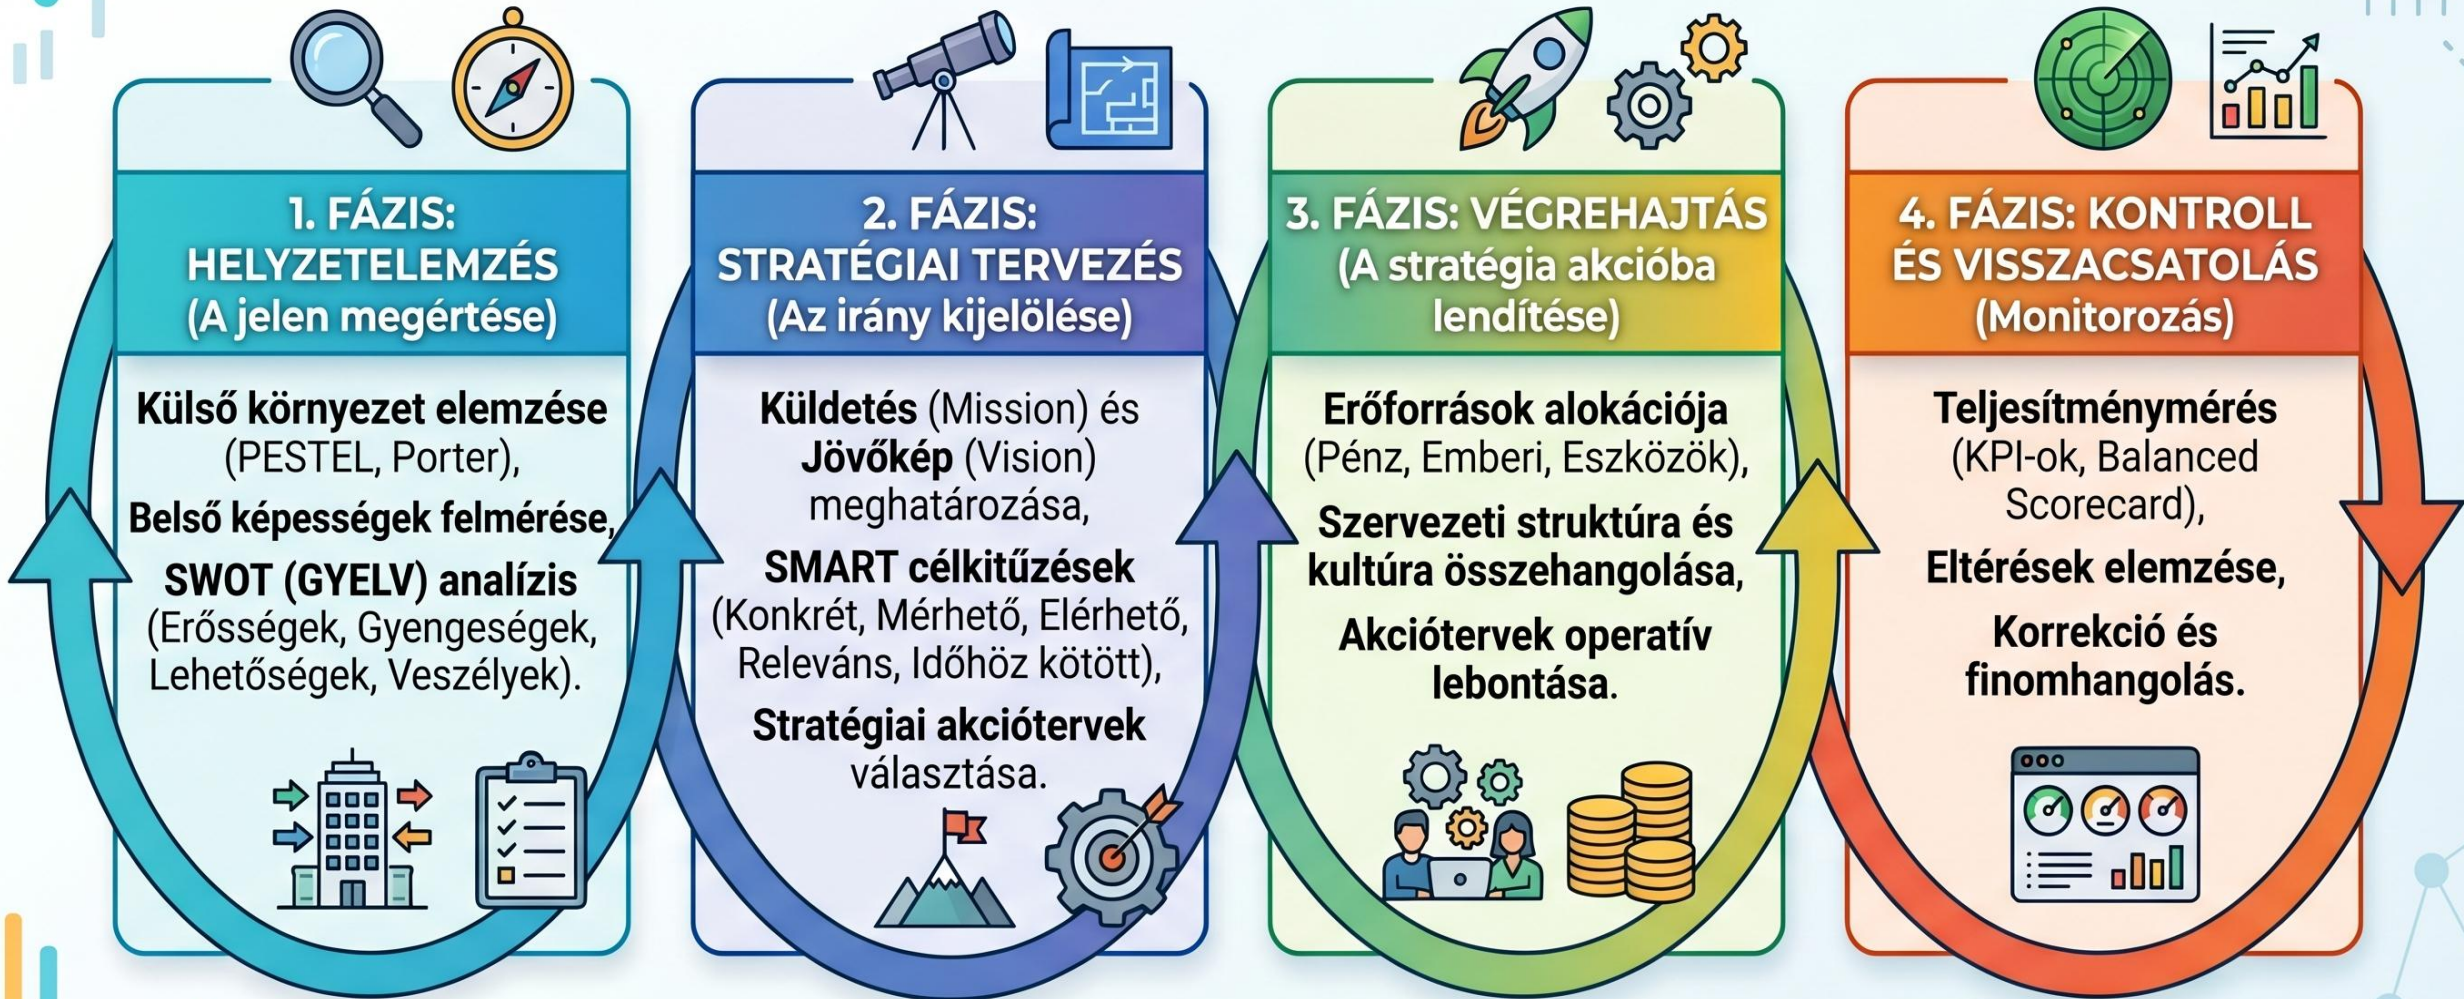 1. FÁZIS:
HELYZETELEMZÉS
(A jelen megértése)
Külső környezet elemzése
(PESTEL, Porter),
Belső képességek felmérése,
SWOT (GYELV) analízis
(Erősségek, Gyengeségek,
Lehetőségek, Veszélyek).
2. FÁZIS:
STRATÉGIAI TERVEZÉS
(Az irány kijelölése)
Küldetés (Mission) és
Jövőkép (Vision)
meghatározása,
SMART célkitűzések
(Konkrét, Mérhető, Elérhető,
Releváns, Időhöz kötött),
Stratégiai akciótervek
választása.
3. FÁZIS: VÉGREHAJTÁS
(A stratégia akcióba
lendítése)
Erőforrások alokációja
(Pénz, Emberi, Eszközök),
Szervezeti struktúra és
kultúra összehangolása,
Akciótervek operatív
lebontása.
4. FÁZIS: KONTROLL
ÉS VISSZACSATOLÁS
(Monitorozás)
Teljesítménymérés
(KPI-ok, Balanced
Scorecard),
Eltérések elemzése,
Korrekció és
finomhangolás.